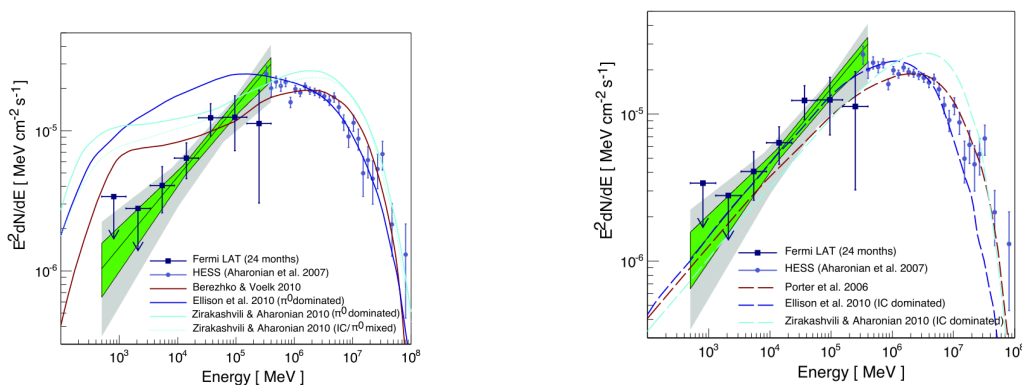 E²dN/dE [ MeV cm⁻² s⁻¹ ]
10⁻⁵
10⁻⁶
Fermi LAT (24 months)
HESS (Aharonian et al. 2007)
Berezhko & Voelk 2010
Ellison et al. 2010 (π⁰dominated)
Zirakashvili & Aharonian 2010 (π⁰dominated)
Zirakashvili & Aharonian 2010 (IC/π⁰mixed)
10³ 10⁴ 10⁵ 10⁶ 10⁷ 10⁸
Energy [ MeV ]
E²dN/dE [ MeV cm⁻² s⁻¹ ]
10⁻⁵
10⁻⁶
Fermi LAT (24 months)
HESS (Aharonian et al. 2007)
Porter et al. 2006
Ellison et al. 2010 (IC dominated)
Zirakashvili & Aharonian 2010 (IC dominated)
10³ 10⁴ 10⁵ 10⁶ 10⁷ 10⁸
Energy [ MeV ]